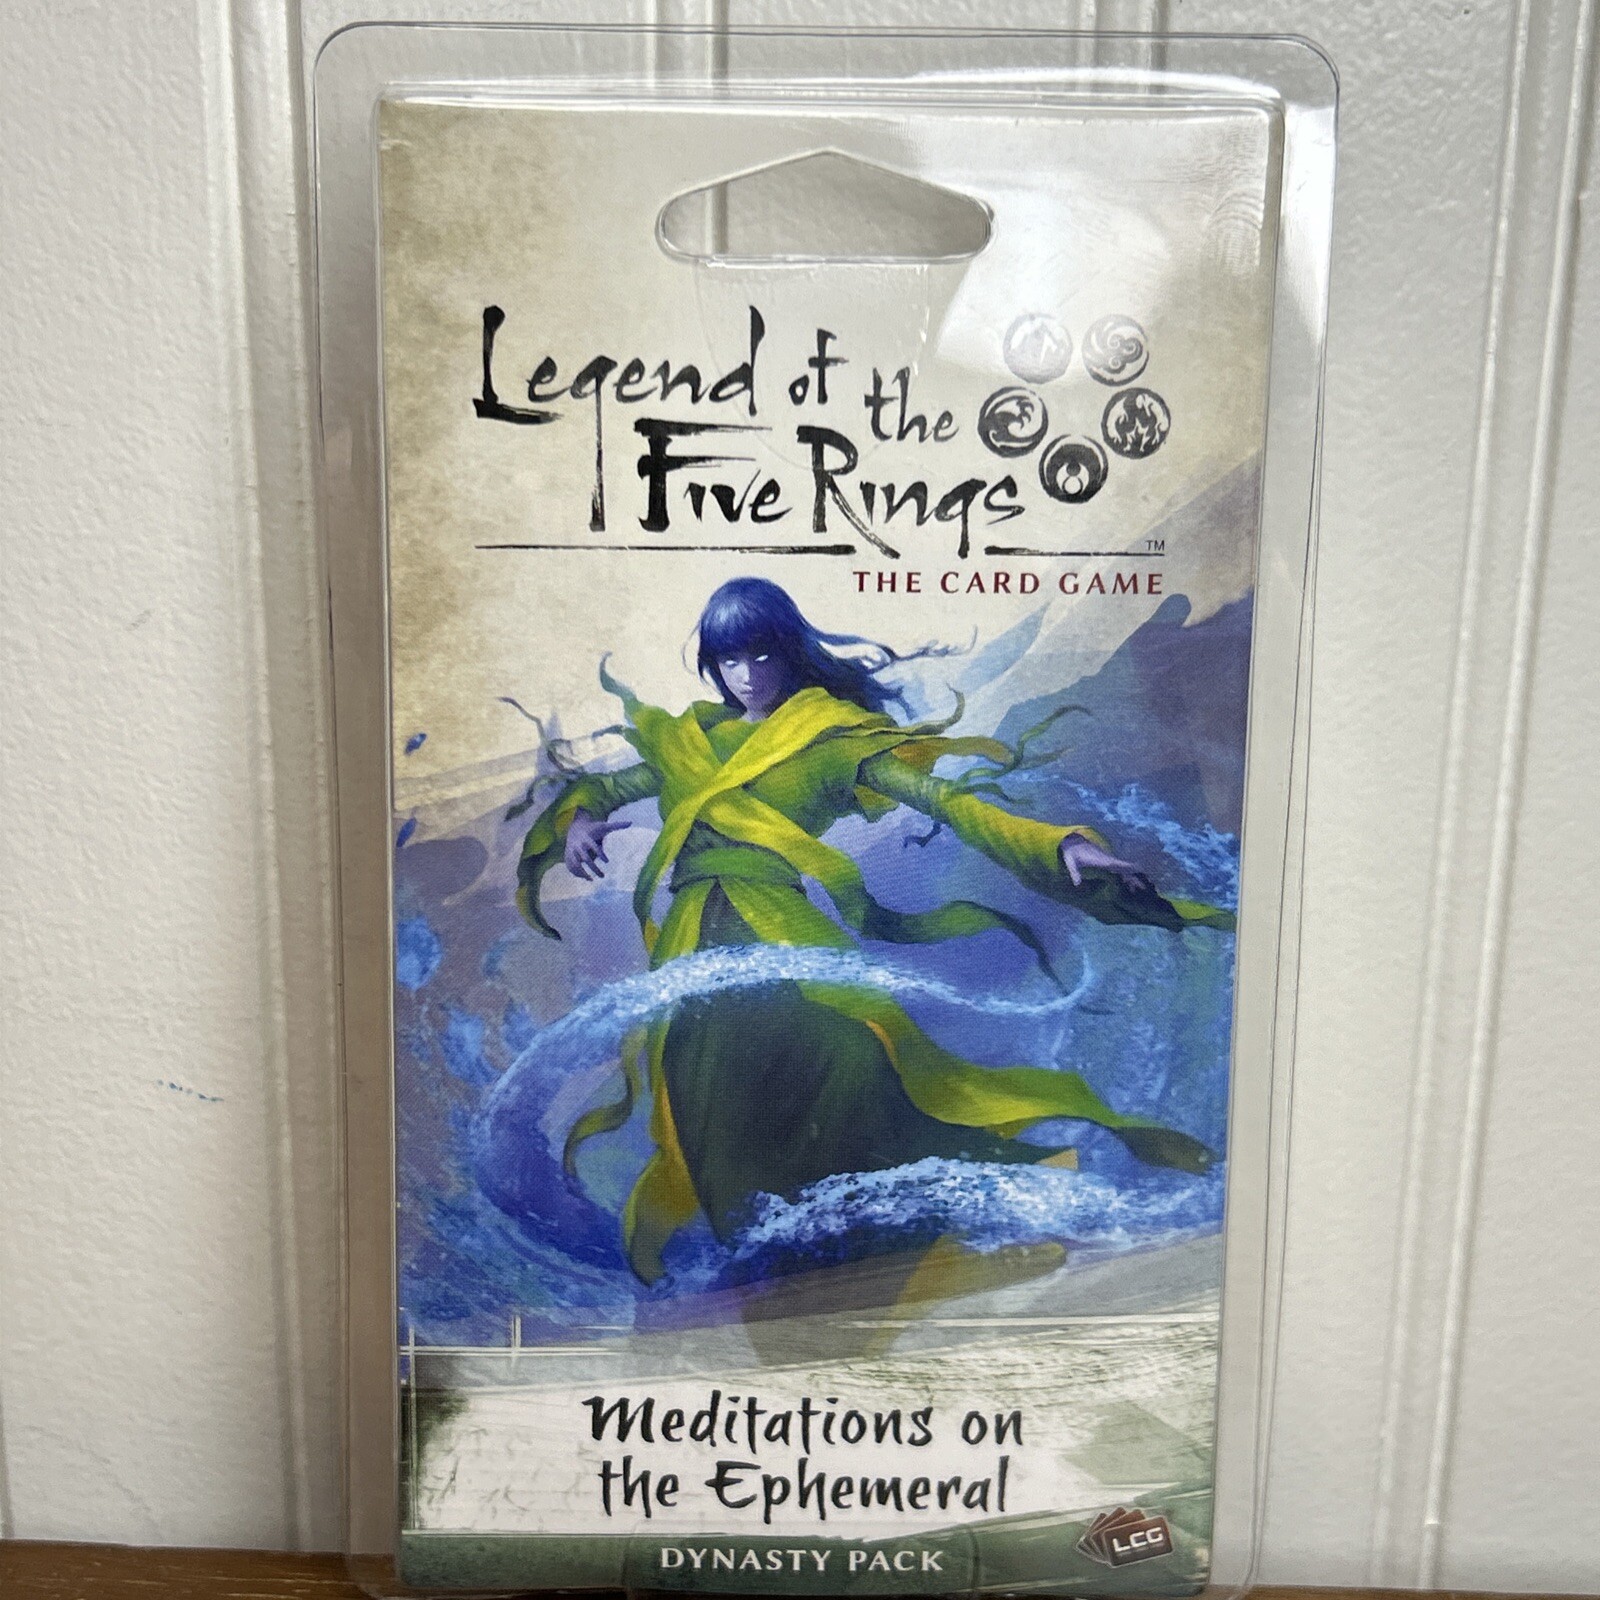 Legend of the
Five Rings
TM
THE CARD GAME
Meditations on
the Ephemeral
DYNASTY PACK
LCG